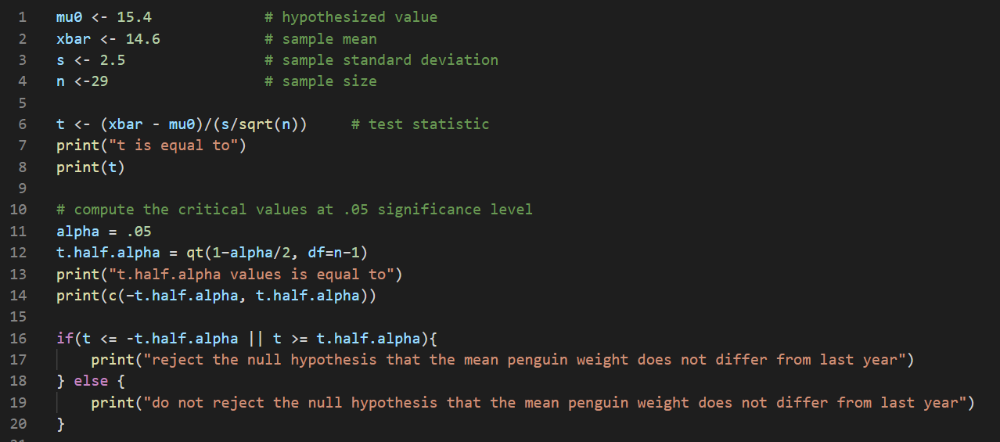 1 mu0 <- 15.4 # hypothesized value
2 xbar <- 14.6 # sample mean
3 s <- 2.5 # sample standard deviation
4 n <-29 # sample size
5
6 t <- (xbar - mu0)/(s/sqrt(n)) # test statistic
7 print("t is equal to")
8 print(t)
9
10 # compute the critical values at .05 significance level
11 alpha = .05
12 t.half.alpha = qt(1-alpha/2, df=n-1)
13 print("t.half.alpha values is equal to")
14 print(c(-t.half.alpha, t.half.alpha))
15
16 if(t <= -t.half.alpha || t >= t.half.alpha){
17 print("reject the null hypothesis that the mean penguin weight does not differ from last year")
18 } else {
19 print("do not reject the null hypothesis that the mean penguin weight does not differ from last year")
20 }